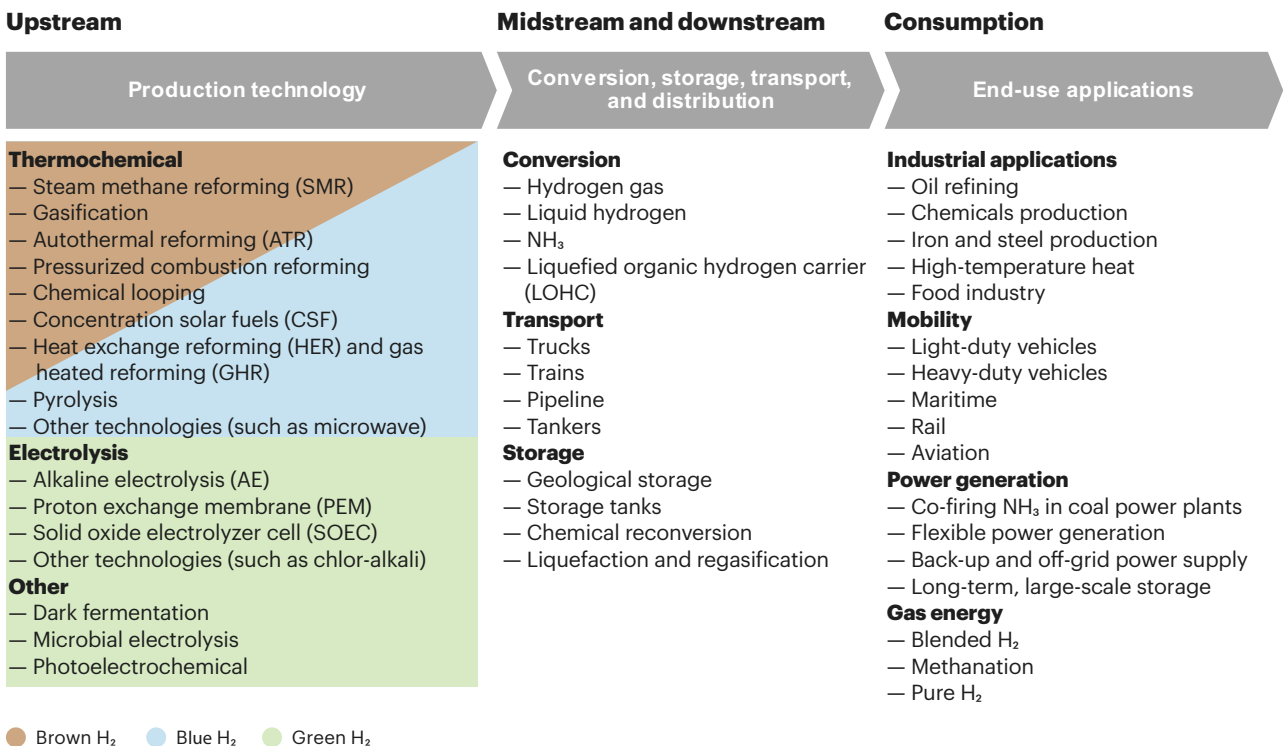 Upstream
Production technology
Thermochemical
— Steam methane reforming (SMR)
— Gasification
— Autothermal reforming (ATR)
— Pressurized combustion reforming
— Chemical looping
— Concentration solar fuels (CSF)
— Heat exchange reforming (HER) and gas
heated reforming (GHR)
— Pyrolysis
— Other technologies (such as microwave)
Electrolysis
— Alkaline electrolysis (AE)
— Proton exchange membrane (PEM)
— Solid oxide electrolyzer cell (SOEC)
— Other technologies (such as chlor-alkali)
Other
— Dark fermentation
— Microbial electrolysis
— Photoelectrochemical
Midstream and downstream
Conversion, storage, transport,
and distribution
Conversion
— Hydrogen gas
— Liquid hydrogen
— NH₃
— Liquefied organic hydrogen carrier
(LOHC)
Transport
— Trucks
— Trains
— Pipeline
— Tankers
Storage
— Geological storage
— Storage tanks
— Chemical reconversion
— Liquefaction and regasification
Consumption
End-use applications
Industrial applications
— Oil refining
— Chemicals production
— Iron and steel production
— High-temperature heat
— Food industry
Mobility
— Light-duty vehicles
— Heavy-duty vehicles
— Maritime
— Rail
— Aviation
Power generation
— Co-firing NH₃ in coal power plants
— Flexible power generation
— Back-up and off-grid power supply
— Long-term, large-scale storage
Gas energy
— Blended H₂
— Methanation
— Pure H₂
Brown H₂
Blue H₂
Green H₂